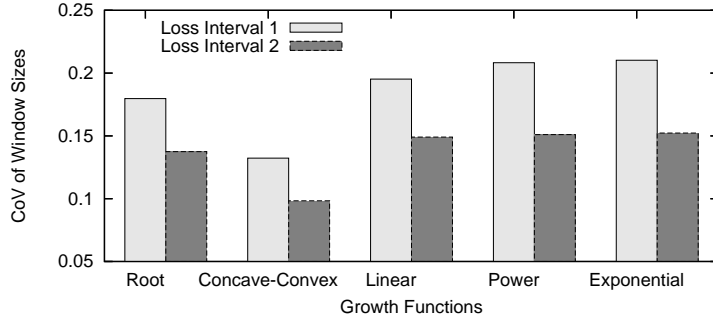 0.25
0.2
0.15
0.1
0.05
CoV of Window Sizes
Loss Interval 1
Loss Interval 2
Root Concave-Convex Linear Power Exponential
Growth Functions